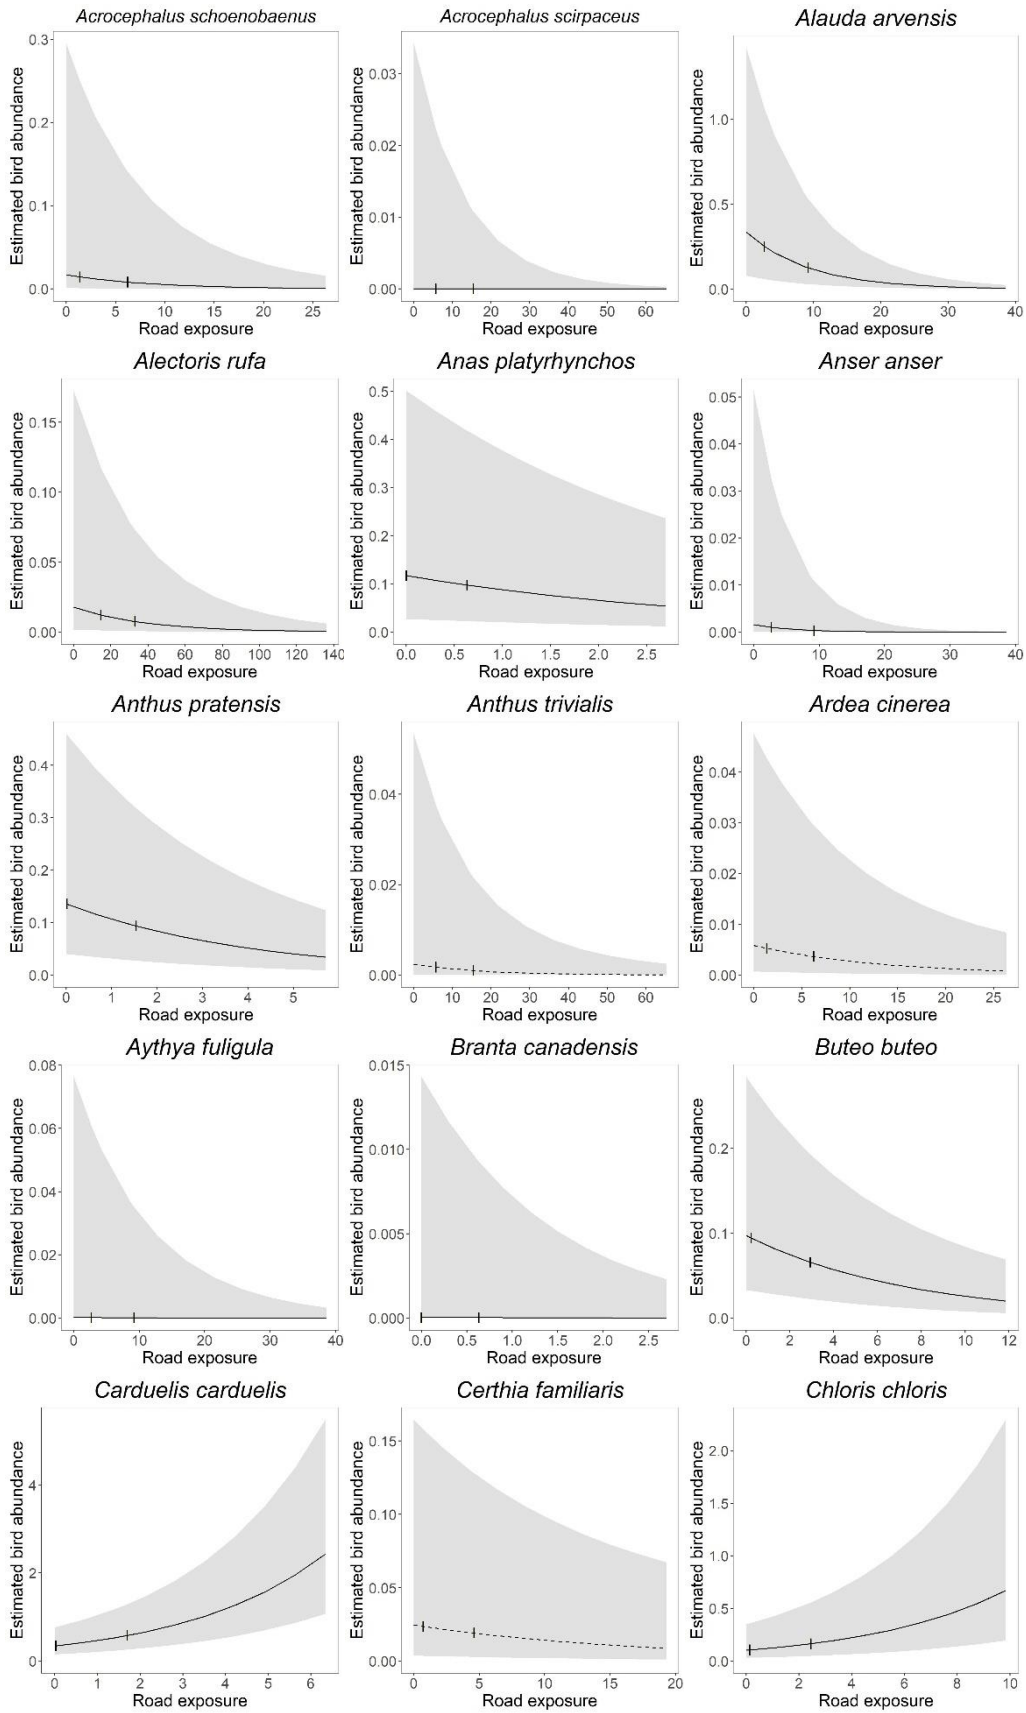 Acrocephalus schoenobaenus
Estimated bird abundance
0.3
0.2
0.1
0.0
0 5 10 15 20 25
Road exposure
Acrocephalus scirpaceus
Estimated bird abundance
0.03
0.02
0.01
0.00
0 10 20 30 40 50 60
Road exposure
Alauda arvensis
Estimated bird abundance
1.0
0.5
0.0
0 10 20 30 40
Road exposure
Alectoris rufa
Estimated bird abundance
0.15
0.10
0.05
0.00
0 20 40 60 80 100 120 140
Road exposure
Anas platyrhynchos
Estimated bird abundance
0.5
0.4
0.3
0.2
0.1
0.0
0.0 0.5 1.0 1.5 2.0 2.5
Road exposure
Anser anser
Estimated bird abundance
0.05
0.04
0.03
0.02
0.01
0.00
0 10 20 30 40
Road exposure
Anthus pratensis
Estimated bird abundance
0.4
0.3
0.2
0.1
0.0
0 1 2 3 4 5
Road exposure
Anthus trivialis
Estimated bird abundance
0.04
0.02
0.00
0 10 20 30 40 50 60
Road exposure
Ardea cinerea
Estimated bird abundance
0.04
0.03
0.02
0.01
0.00
0 5 10 15 20 25
Road exposure
Aythya fuligula
Estimated bird abundance
0.08
0.06
0.04
0.02
0.00
0 10 20 30 40
Road exposure
Branta canadensis
Estimated bird abundance
0.015
0.010
0.005
0.000
0.0 0.5 1.0 1.5 2.0 2.5
Road exposure
Buteo buteo
Estimated bird abundance
0.2
0.1
0.0
0 2 4 6 8 10 12
Road exposure
Carduelis carduelis
Estimated bird abundance
4
2
0
0 1 2 3 4 5 6
Road exposure
Certhia familiaris
Estimated bird abundance
0.15
0.10
0.05
0.00
0 5 10 15 20
Road exposure
Chloris chloris
Estimated bird abundance
2.0
1.5
1.0
0.5
0.0
0 2 4 6 8 10
Road exposure